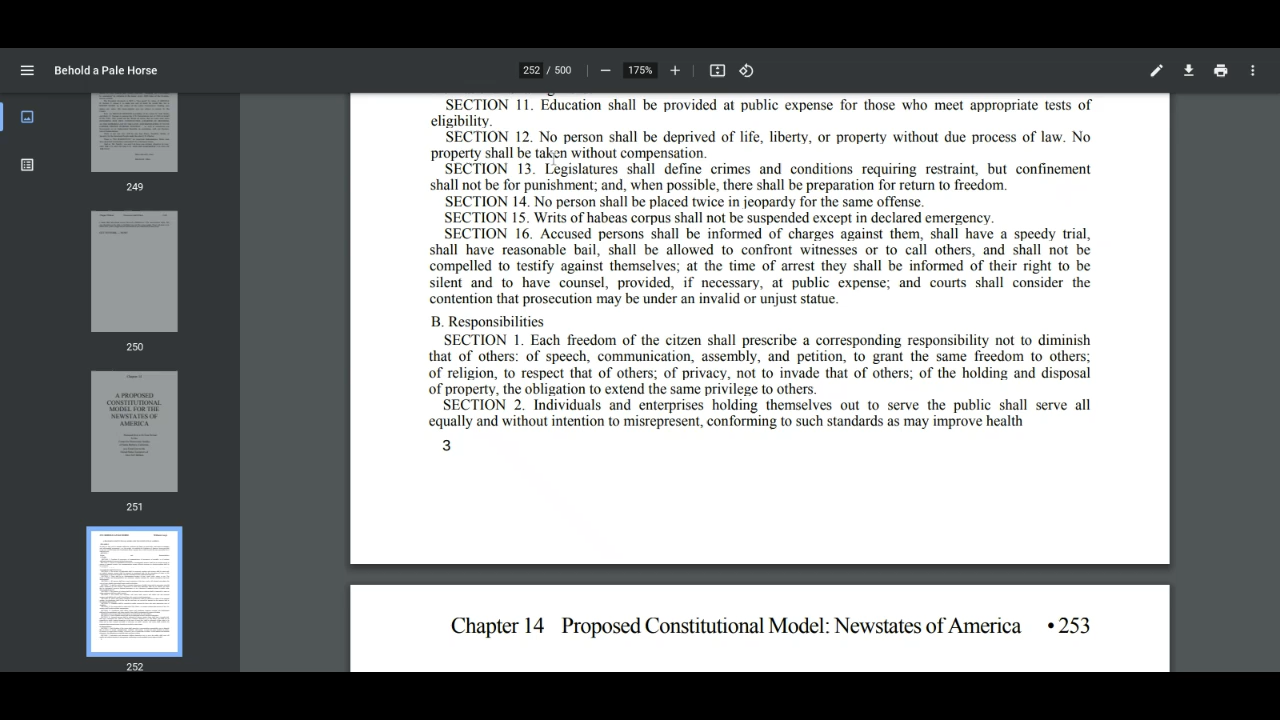 Behold a Pale Horse
252 / 500
175%
SECTION 11. Education shall be provided at public expense for those who meet appropriate tests of
eligibility.
SECTION 12. No person shall be deprived of life, liberty, or property without due process of law. No
property shall be taken without compensation.
SECTION 13. Legislatures shall define crimes and conditions requiring restraint, but confinement
shall not be for punishment; and, when possible, there shall be preparation for return to freedom.
SECTION 14. No person shall be placed twice in jeopardy for the same offense.
SECTION 15. Writs of habeas corpus shall not be suspended except in declared emergency.
SECTION 16. Accused persons shall be informed of charges against them, shall have a speedy trial,
shall have reasonable bail, shall be allowed to confront witnesses or to call others, and shall not be
compelled to testify against themselves; at the time of arrest they shall be informed of their right to be
silent and to have counsel, provided, if necessary, at public expense; and courts shall consider the
contention that prosecution may be under an invalid or unjust statue.
B. Responsibilities
SECTION 1. Each freedom of the citzen shall prescribe a corresponding responsibility not to diminish
that of others: of speech, communication, assembly, and petition, to grant the same freedom to others;
of religion, to respect that of others; of privacy, not to invade that of others; of the holding and disposal
of property, the obligation to extend the same privilege to others.
SECTION 2. Individuals and enterprises holding themselves out to serve the public shall serve all
equally and without intention to misrepresent, conforming to such standards as may improve health
3
Chapter 14 Proposed Constitutional Model: Newstates of America • 253
249
250
A PROPOSED
CONSTITUTIONAL
MODEL FOR THE
NEWSTATES OF
AMERICA
251
252